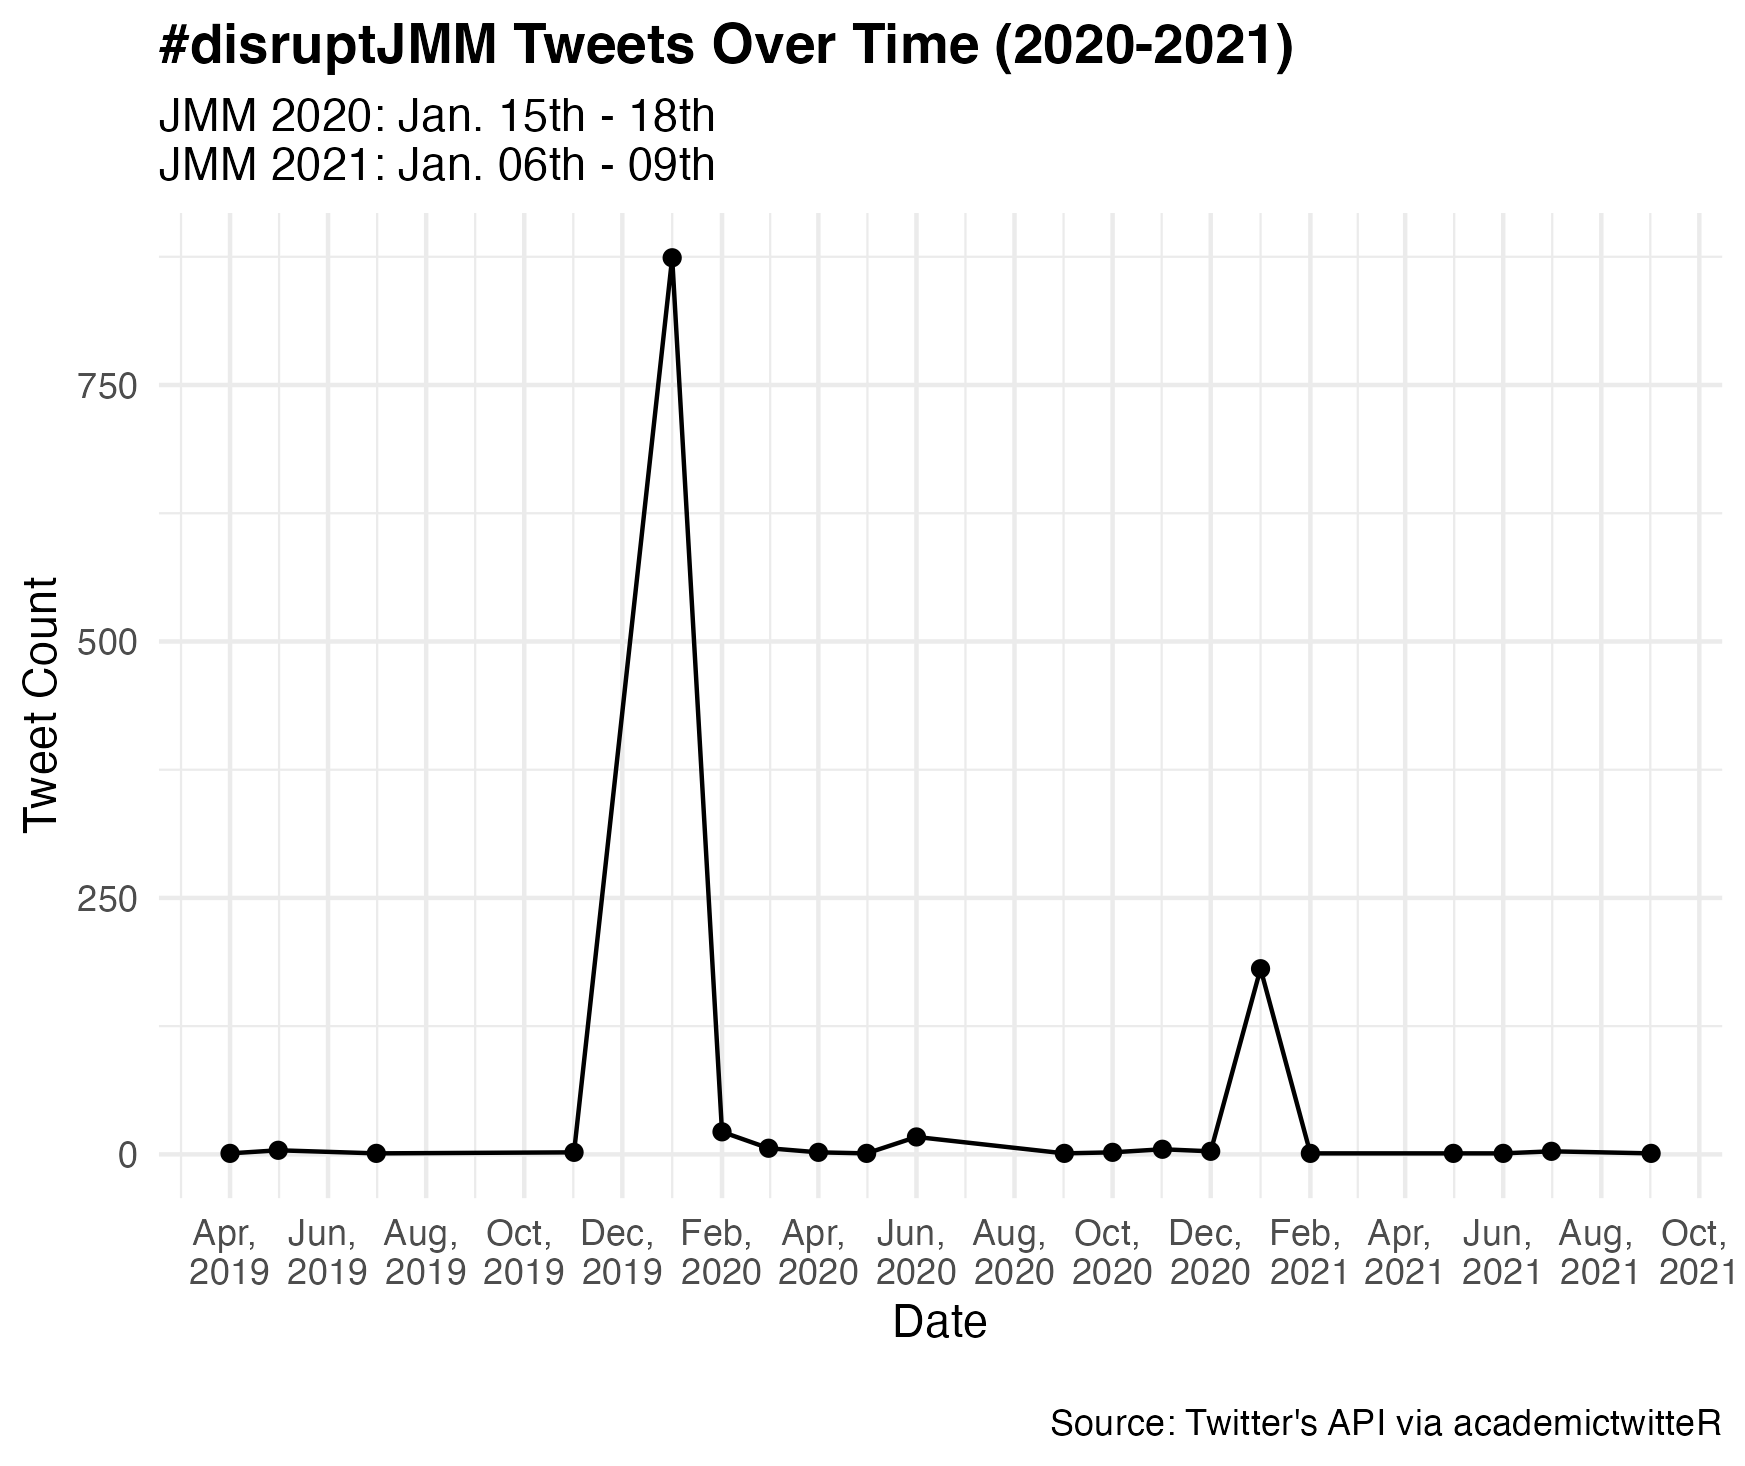 #disruptJMM Tweets Over Time (2020-2021)
JMM 2020: Jan. 15th - 18th
JMM 2021: Jan. 06th - 09th
Tweet Count
750
500
250
0
Apr, Jun, Aug, Oct, Dec, Feb, Apr, Jun, Aug, Oct, Dec, Feb, Apr, Jun, Aug, Oct,
2019 2019 2019 2019 2019 2020 2020 2020 2020 2020 2020 2021 2021 2021 2021 2021
Date
Source: Twitter's API via academictwitteR